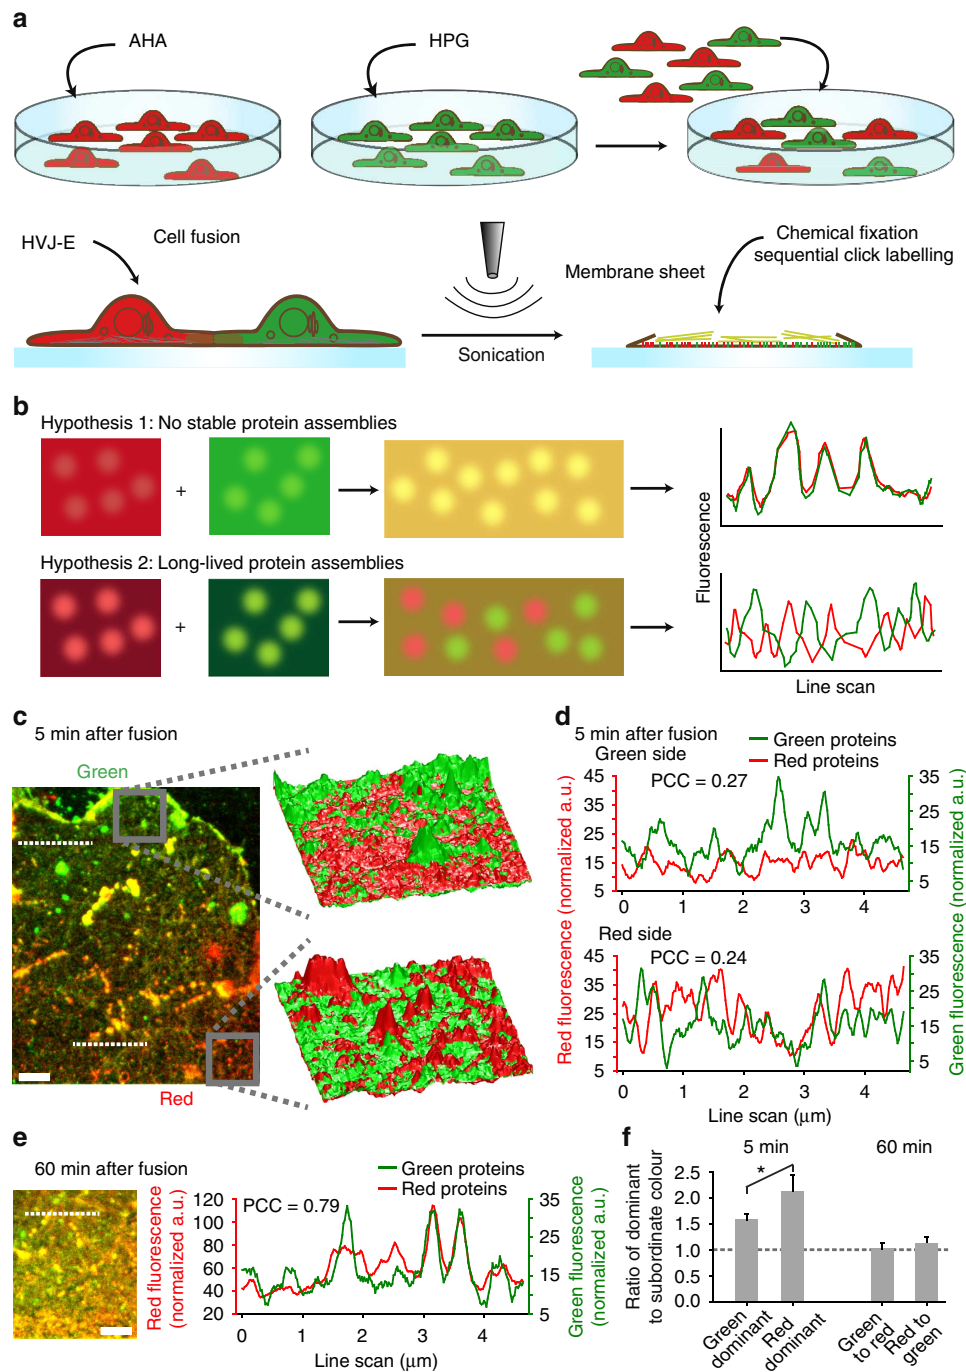 a
AHA
HPG
HVJ-E
Cell fusion
Sonication
Membrane sheet
Chemical fixation
sequential click labelling
b
Hypothesis 1: No stable protein assemblies
+
Hypothesis 2: Long-lived protein assemblies
+
Fluorescence
Line scan
c
5 min after fusion
Green
Red
d
5 min after fusion
Green side
Green proteins
Red proteins
PCC = 0.27
Red fluorescence (normalized a.u.)
45
35
25
15
5
0 1 2 3 4
35
25
15
5
Green fluorescence (normalized a.u.)
Red side
PCC = 0.24
45
35
25
15
5
0 1 2 3 4
35
25
15
5
Line scan (μm)
e
60 min after fusion
Green proteins
Red proteins
PCC = 0.79
Red fluorescence
(normalized a.u.)
120
100
80
60
40
20
0 1 2 3 4
35
25
15
5
Green fluorescence
(normalized a.u.)
Line scan (μm)
f
5 min
60 min
*
Ratio of dominant
to subordinate colour
2.5
2.0
1.5
1.0
0.5
0.0
Green
dominant
Red
dominant
Green
to red
Red to
green